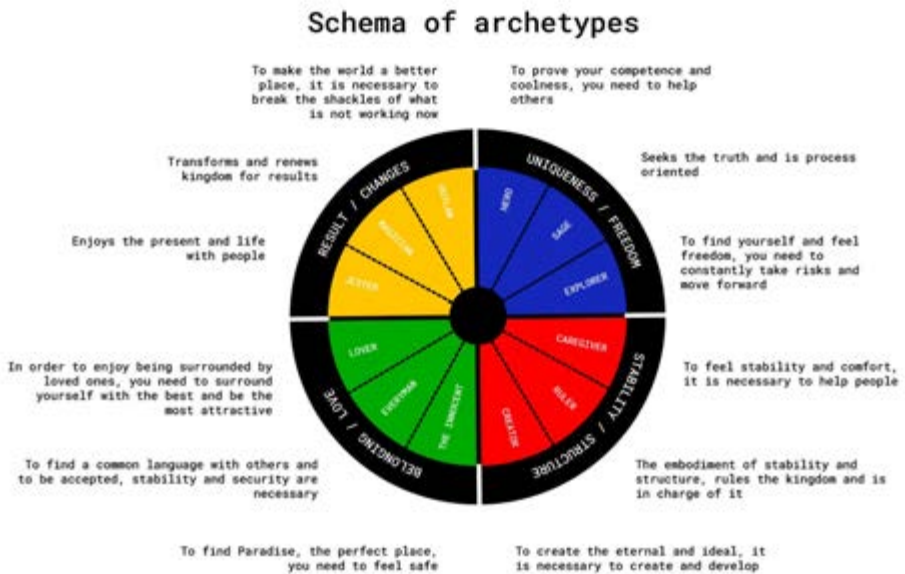 Schema of archetypes
To make the world a better
place, it is necessary to
break the shackles of what
is not working now
To prove your competence and
coolness, you need to help
others
Transforms and renews
kingdom for results
Seeks the truth and is process
oriented
Enjoys the present and life
with people
To find yourself and feel
freedom, you need to
constantly take risks and
move forward
RESULT / CHANGES
UNIQUENESS / FREEDOM
OUTLAW
MAGICIAN
JESTER
HERO
SAGE
EXPLORER
LOVER
EVERYMAN
THE INNOCENT
CAREGIVER
RULER
CREATOR
BELONGING / LOVE
STABILITY / STRUCTURE
In order to enjoy being surrounded by
loved ones, you need to surround
yourself with the best and be the
most attractive
To feel stability and comfort,
it is necessary to help people
To find a common language with others and
to be accepted, stability and security are
necessary
The embodiment of stability and
structure, rules the kingdom and is
in charge of it
To find Paradise, the perfect place,
you need to feel safe
To create the eternal and ideal, it
is necessary to create and develop